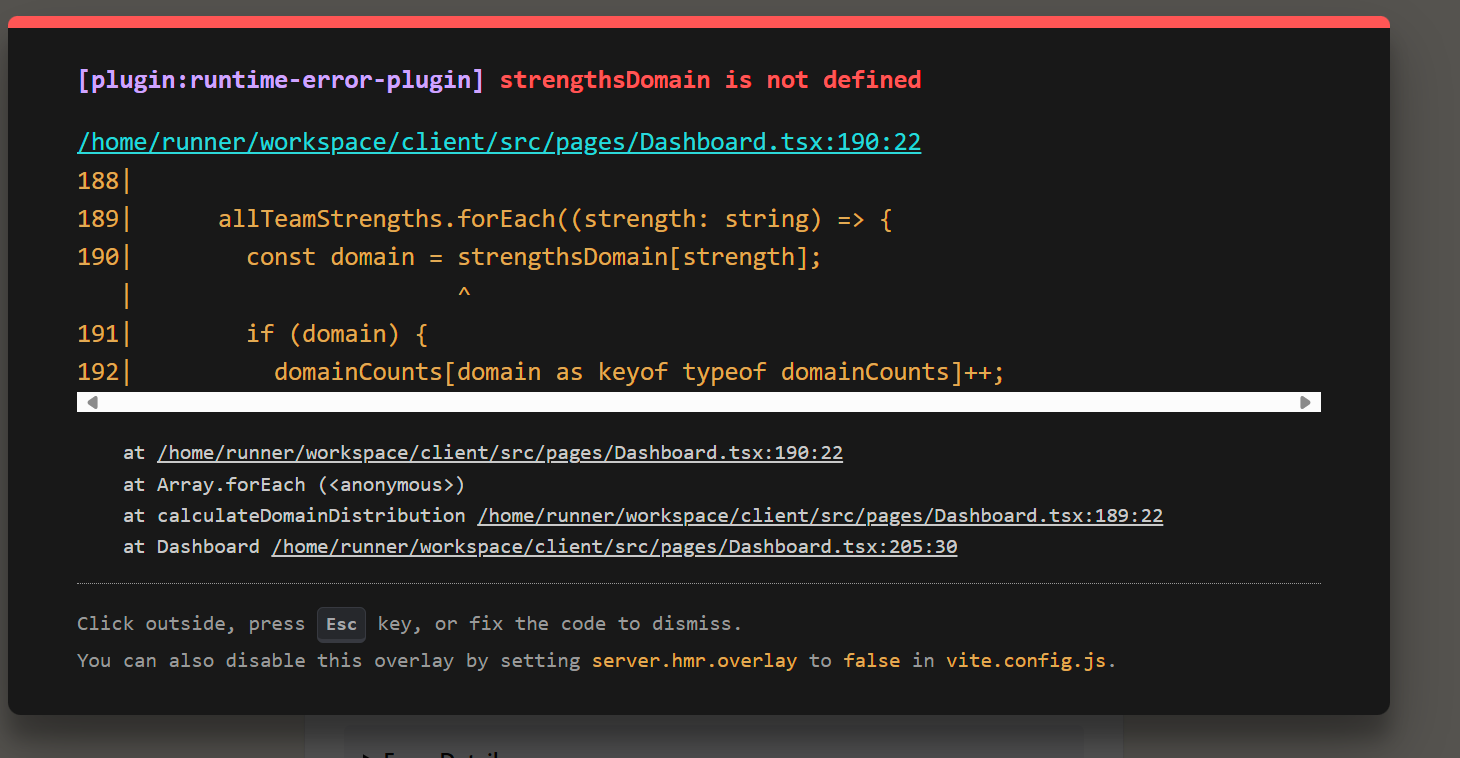 [plugin:runtime-error-plugin] strengthsDomain is not defined
/home/runner/workspace/client/src/pages/Dashboard.tsx:190:22
188|
189|      allTeamStrengths.forEach((strength: string) => {
190|        const domain = strengthsDomain[strength];
   |                       ^
191|        if (domain) {
192|          domainCounts[domain as keyof typeof domainCounts]++;
at /home/runner/workspace/client/src/pages/Dashboard.tsx:190:22
at Array.forEach (<anonymous>)
at calculateDomainDistribution /home/runner/workspace/client/src/pages/Dashboard.tsx:189:22
at Dashboard /home/runner/workspace/client/src/pages/Dashboard.tsx:205:30
Click outside, press Esc key, or fix the code to dismiss.
You can also disable this overlay by setting server.hmr.overlay to false in vite.config.js.